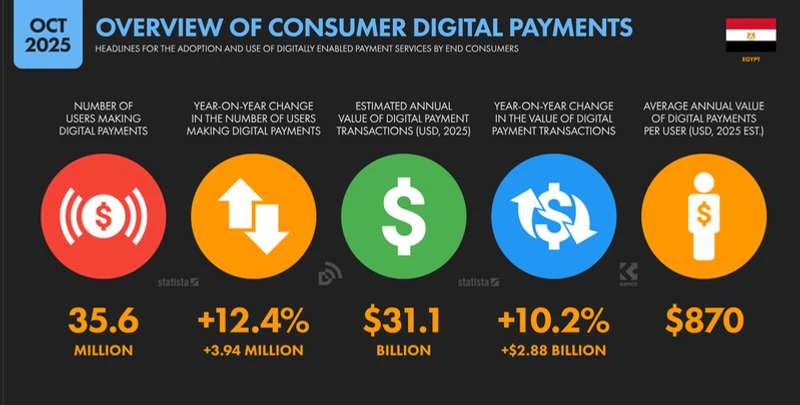 OCT
2025
OVERVIEW OF CONSUMER DIGITAL PAYMENTS
HEADLINES FOR THE ADOPTION AND USE OF DIGITALLY ENABLED PAYMENT SERVICES BY END CONSUMERS
EGYPT
NUMBER OF
USERS MAKING
DIGITAL PAYMENTS
YEAR-ON-YEAR CHANGE
IN THE NUMBER OF USERS
MAKING DIGITAL PAYMENTS
ESTIMATED ANNUAL
VALUE OF DIGITAL PAYMENT
TRANSACTIONS (USD, 2025)
YEAR-ON-YEAR CHANGE
IN THE VALUE OF DIGITAL
PAYMENT TRANSACTIONS
AVERAGE ANNUAL VALUE
OF DIGITAL PAYMENTS
PER USER (USD, 2025 EST.)
$
$
$
$
statista
statista
KEPIOS
35.6
MILLION
+12.4%
+3.94 MILLION
$31.1
BILLION
+10.2%
+$2.88 BILLION
$870